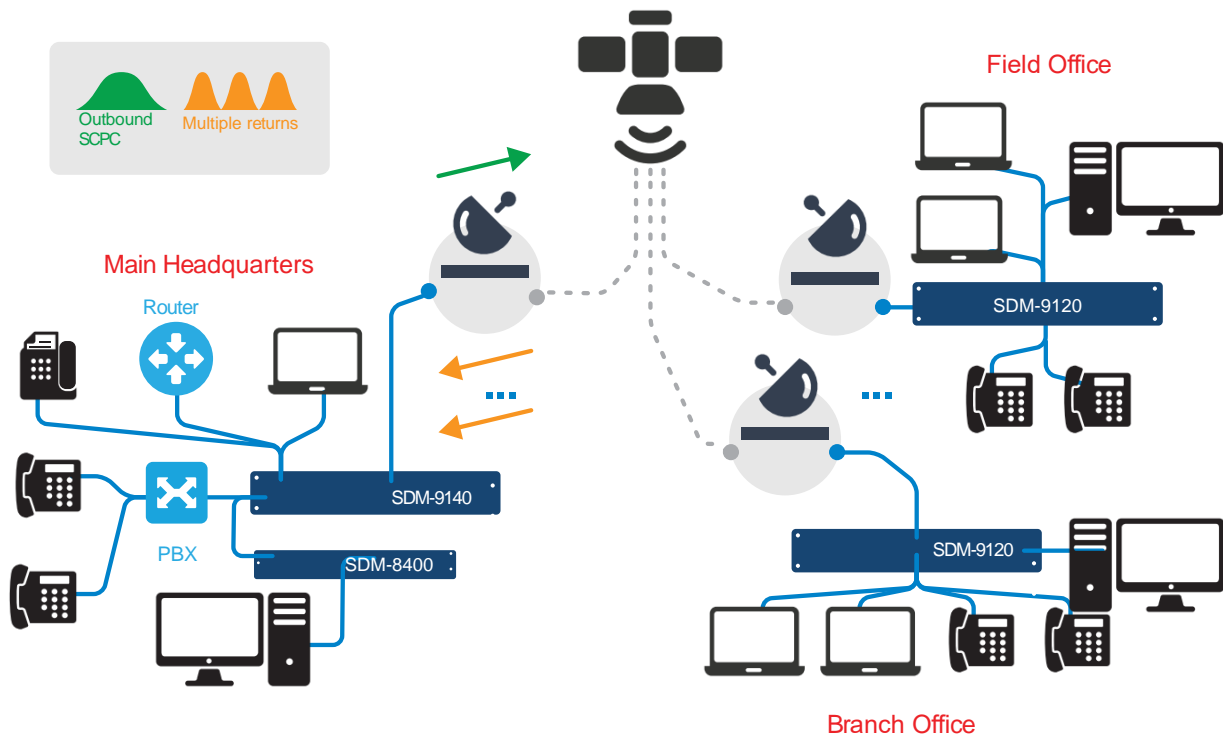 Field Office
Outbound
SCPC
Multiple returns
Main Headquarters
Router
SDM-9120
SDM-9140
PBX
SDM-8400
SDM-9120
Branch Office